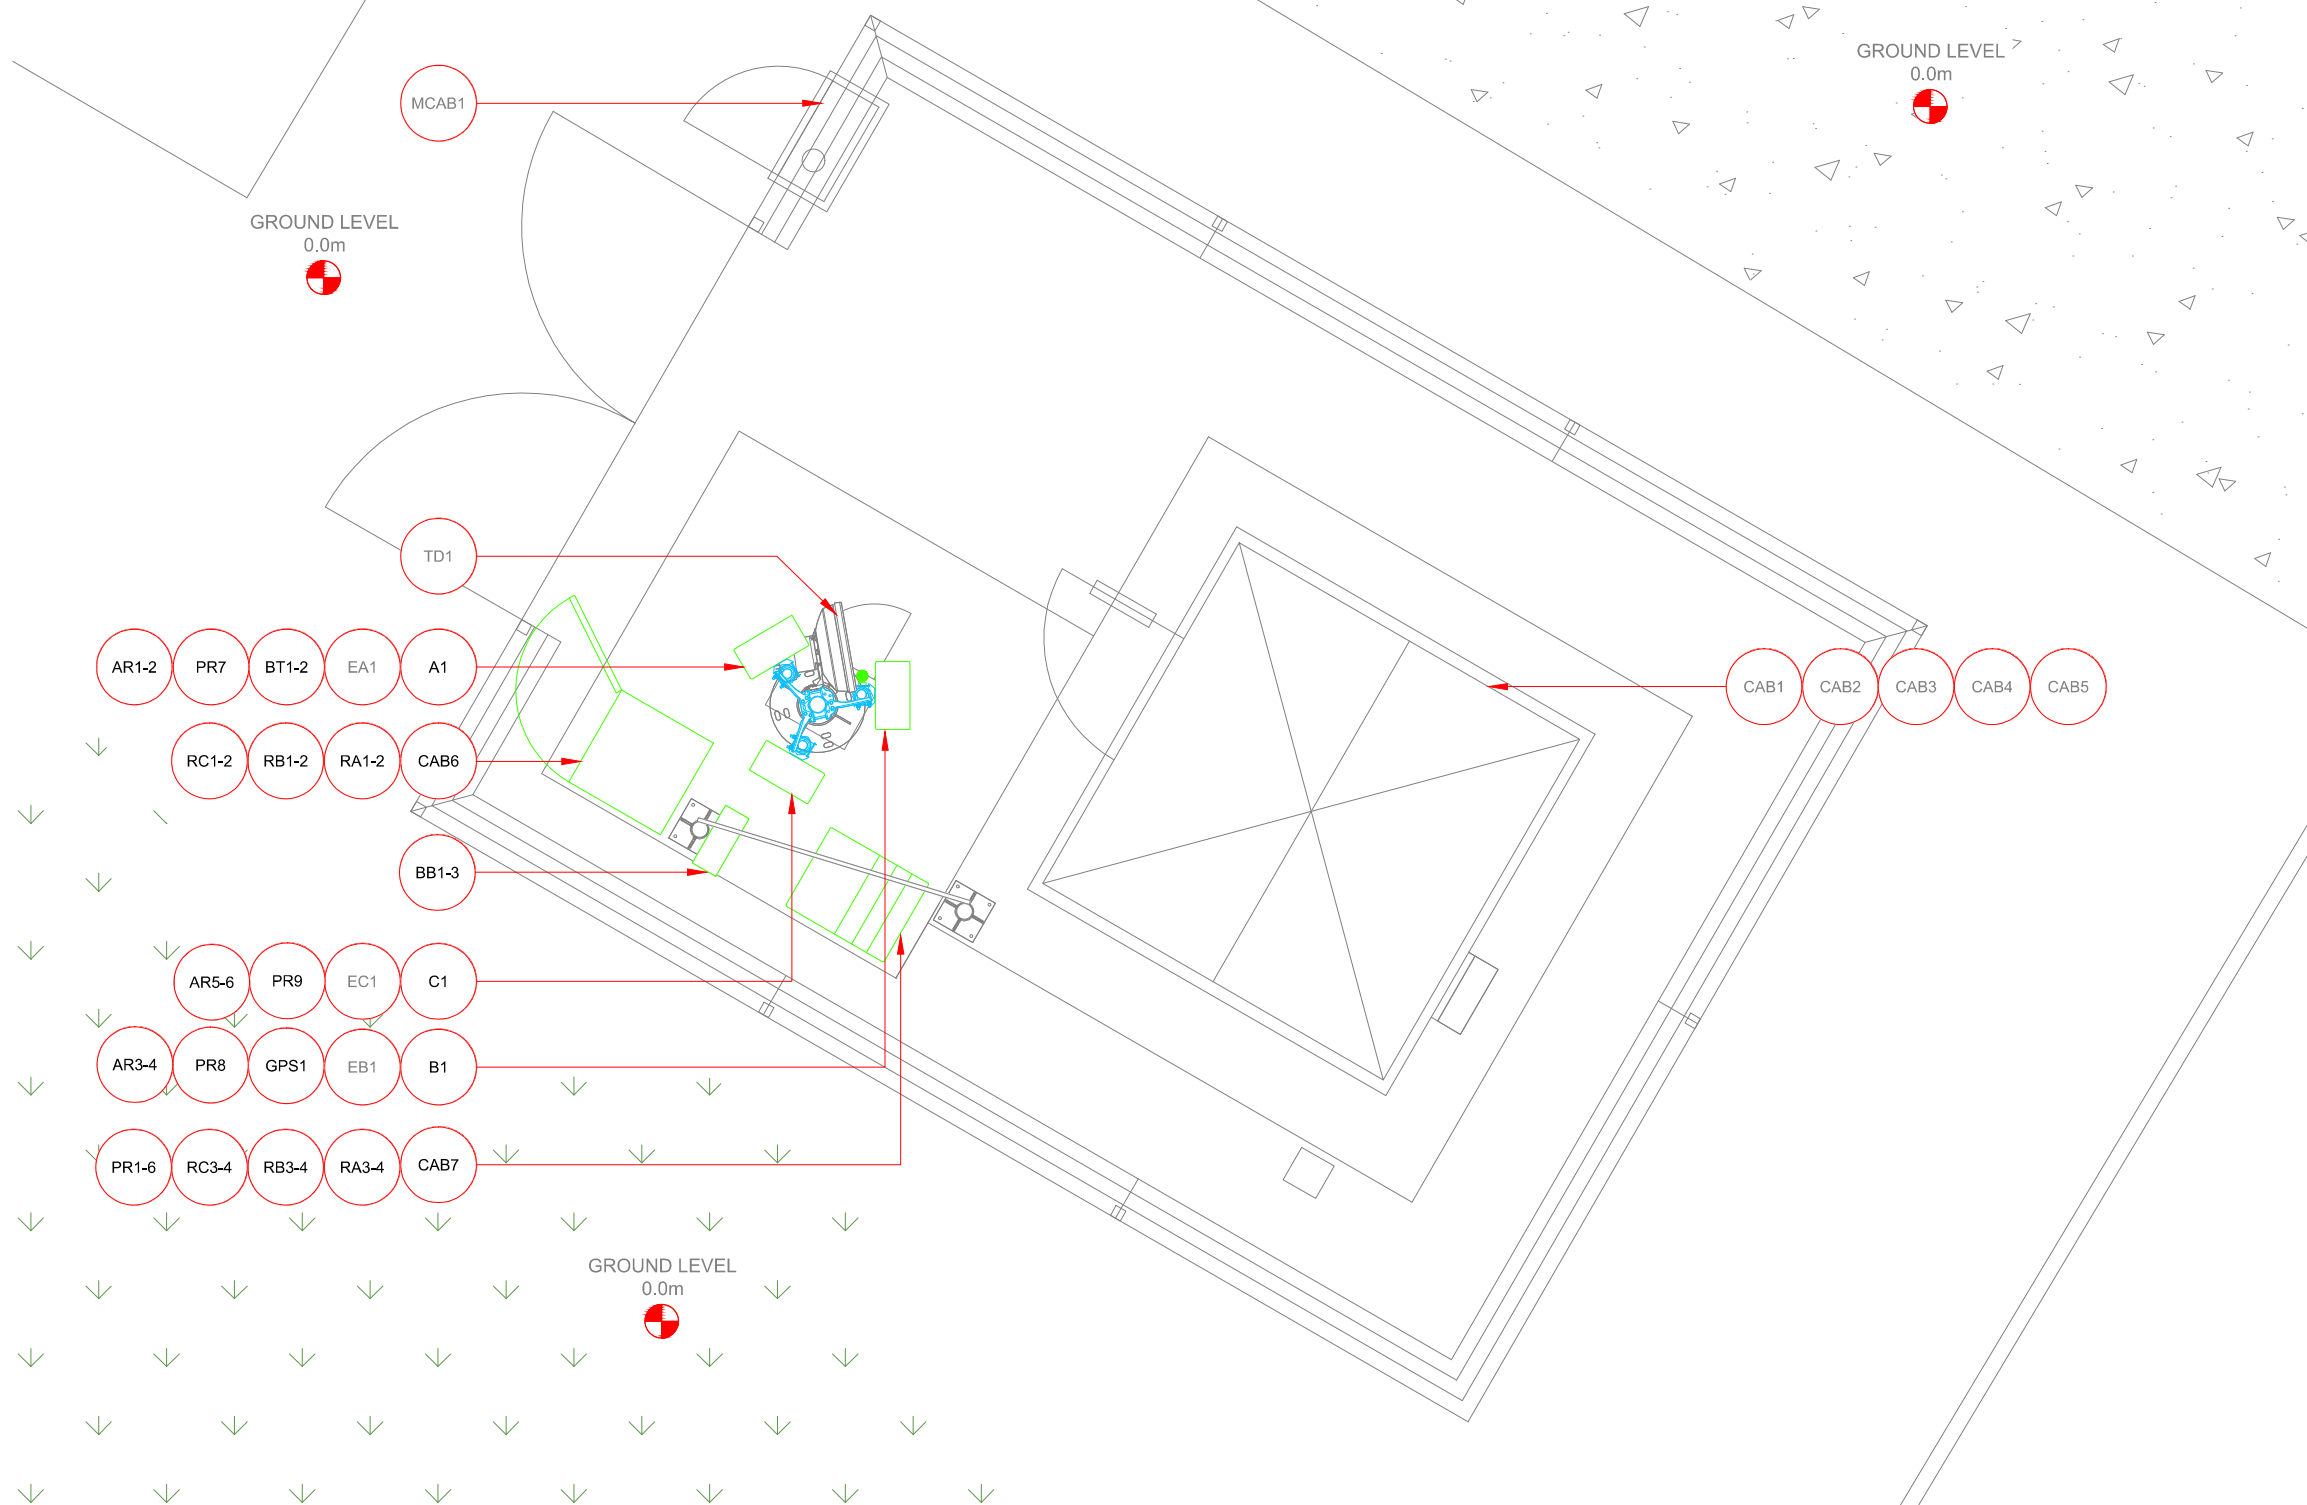 GROUND LEVEL
0.0m
MCAB1
GROUND LEVEL
0.0m
TD1
AR1-2 PR7 BT1-2 EA1 A1
CAB1 CAB2 CAB3 CAB4 CAB5
RC1-2 RB1-2 RA1-2 CAB6
BB1-3
AR5-6 PR9 EC1 C1
AR3-4 PR8 GPS1 EB1 B1
PR1-6 RC3-4 RB3-4 RA3-4 CAB7
GROUND LEVEL
0.0m